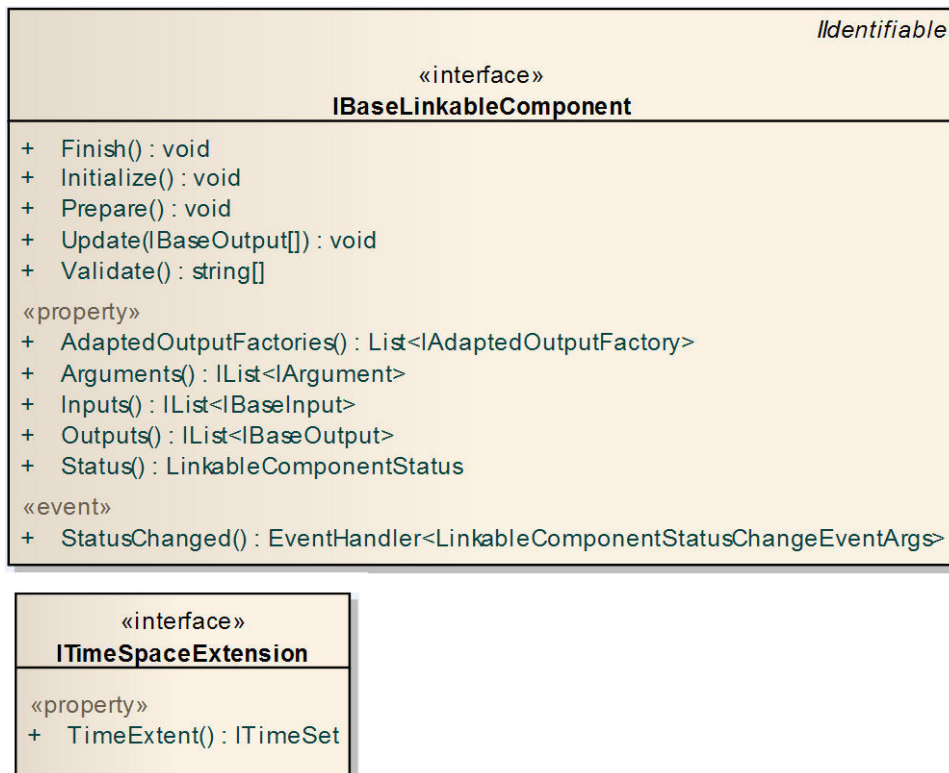 IIdentifiable
«interface»
IBaseLinkableComponent
+ Finish() : void
+ Initialize() : void
+ Prepare() : void
+ Update(IBaseOutput[]) : void
+ Validate() : string[]
«property»
+ AdaptedOutputFactories() : List<IAdaptedOutputFactory>
+ Arguments() : IList<IArgument>
+ Inputs() : IList<IBaseInput>
+ Outputs() : IList<IBaseOutput>
+ Status() : LinkableComponentStatus
«event»
+ StatusChanged() : EventHandler<LinkableComponentStatusChangeEventArgs>
«interface»
ITimeSpaceExtension
«property»
+ TimeExtent() : ITimeSet